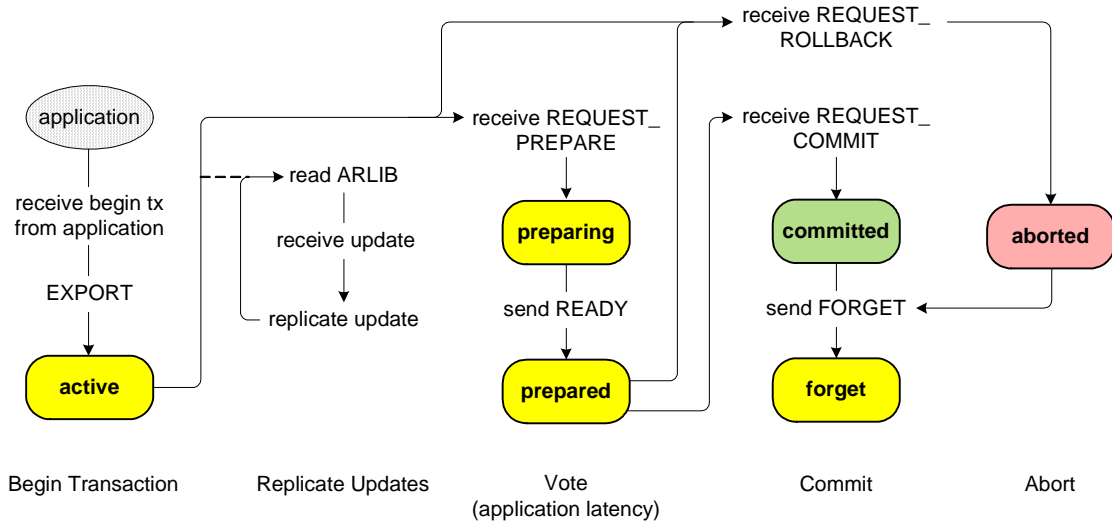 receive REQUEST_
ROLLBACK
application
receive REQUEST_
PREPARE
receive REQUEST_
COMMIT
read ARLIB
receive begin tx
from application
receive update
preparing
committed
aborted
EXPORT
replicate update
send READY
send FORGET
active
prepared
forget
Begin Transaction
Replicate Updates
Vote
(application latency)
Commit
Abort